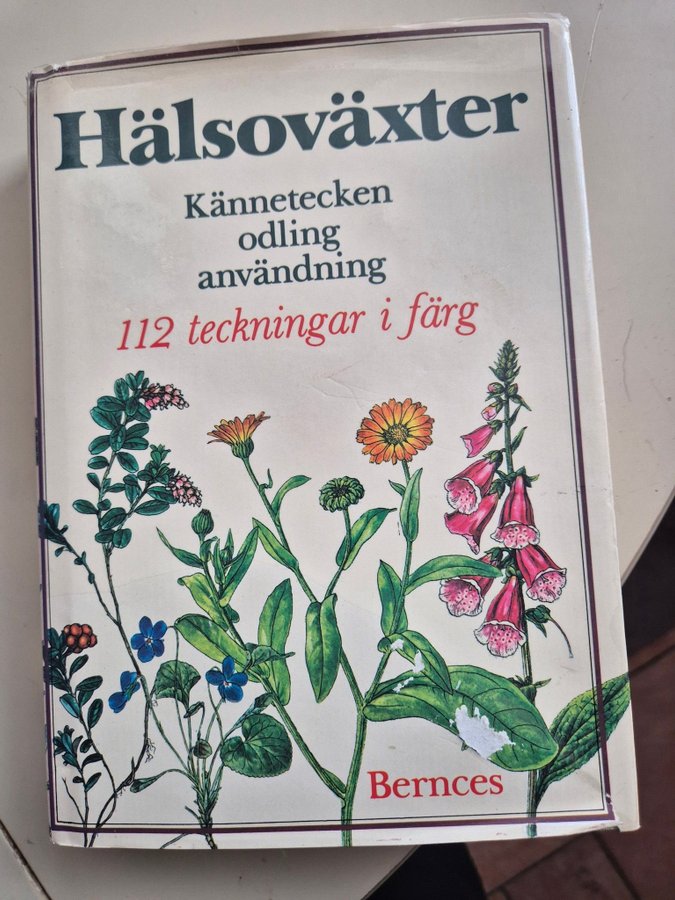 Hälsoväxter
Kännetecken
odling
användning
112 teckningar i färg
Bernces